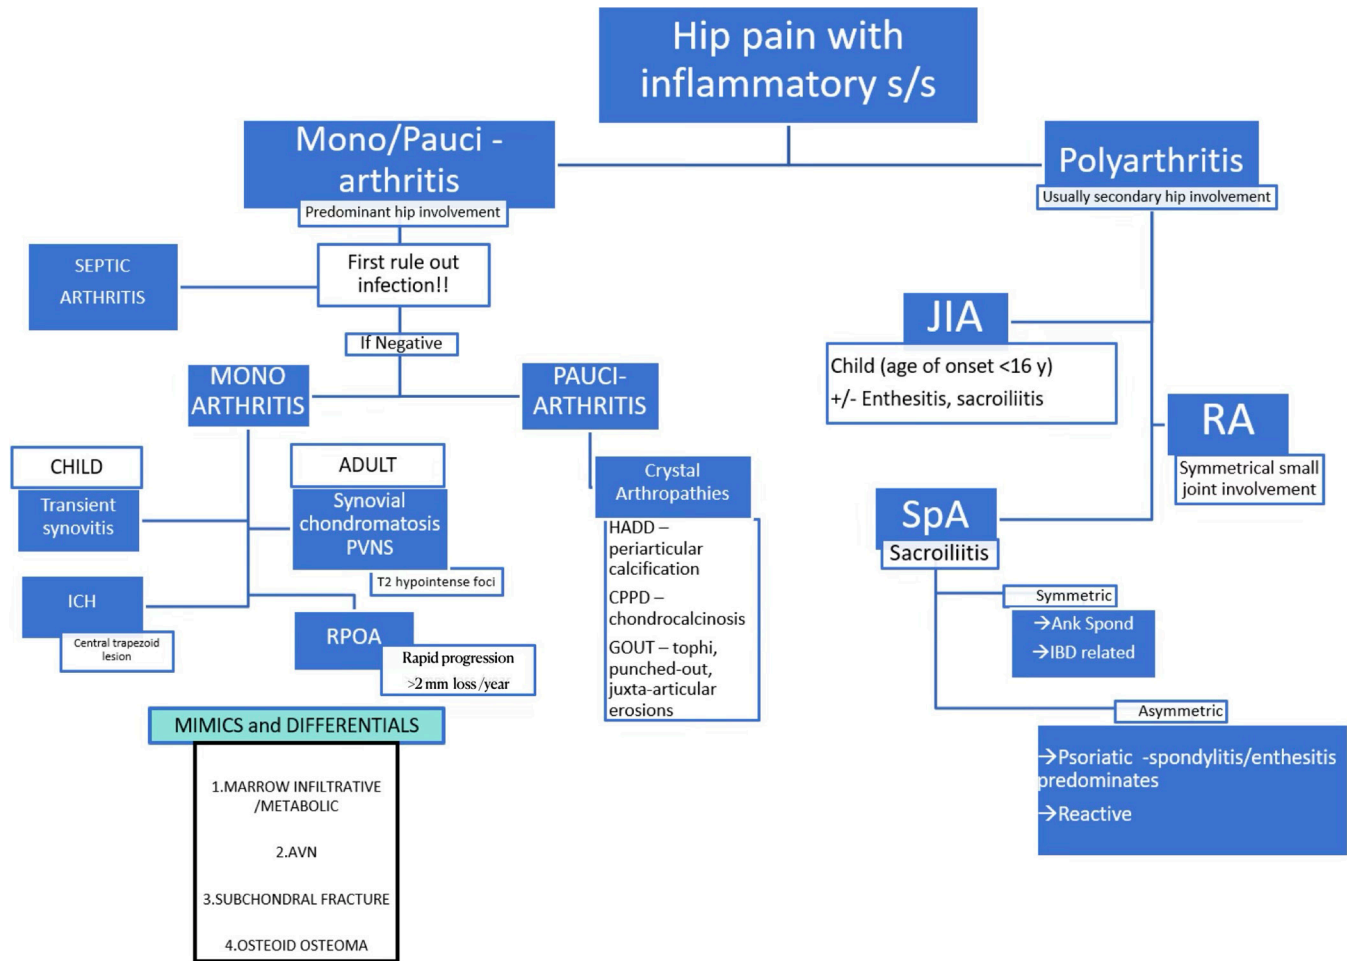 Hip pain with
inflammatory s/s
Mono/Pauci -
arthritis
Predominant hip involvement
Polyarthritis
Usually secondary hip involvement
First rule out
infection!!
SEPTIC
ARTHRITIS
If Negative
MONO
ARTHRITIS
PAUCI-
ARTHRITIS
CHILD
Transient
synovitis
ICH
Central trapezoid
lesion
ADULT
Synovial
chondromatosis
PVNS
T2 hypointense foci
RPOA
Rapid progression
>2 mm loss /year
Crystal
Arthropathies
HADD –
periarticular
calcification
CPPD –
chondrocalcinosis
GOUT – tophi,
punched-out,
juxta-articular
erosions
JIA
Child (age of onset <16 y)
+/- Enthesitis, sacroiliitis
RA
Symmetrical small
joint involvement
SpA
Sacroiliitis
Symmetric
→Ank Spond
→IBD related
Asymmetric
→Psoriatic -spondylitis/enthesitis
predominates
→Reactive
MIMICS and DIFFERENTIALS
1.MARROW INFILTRATIVE
/METABOLIC
2.AVN
3.SUBCHONDRAL FRACTURE
4.OSTEOID OSTEOMA